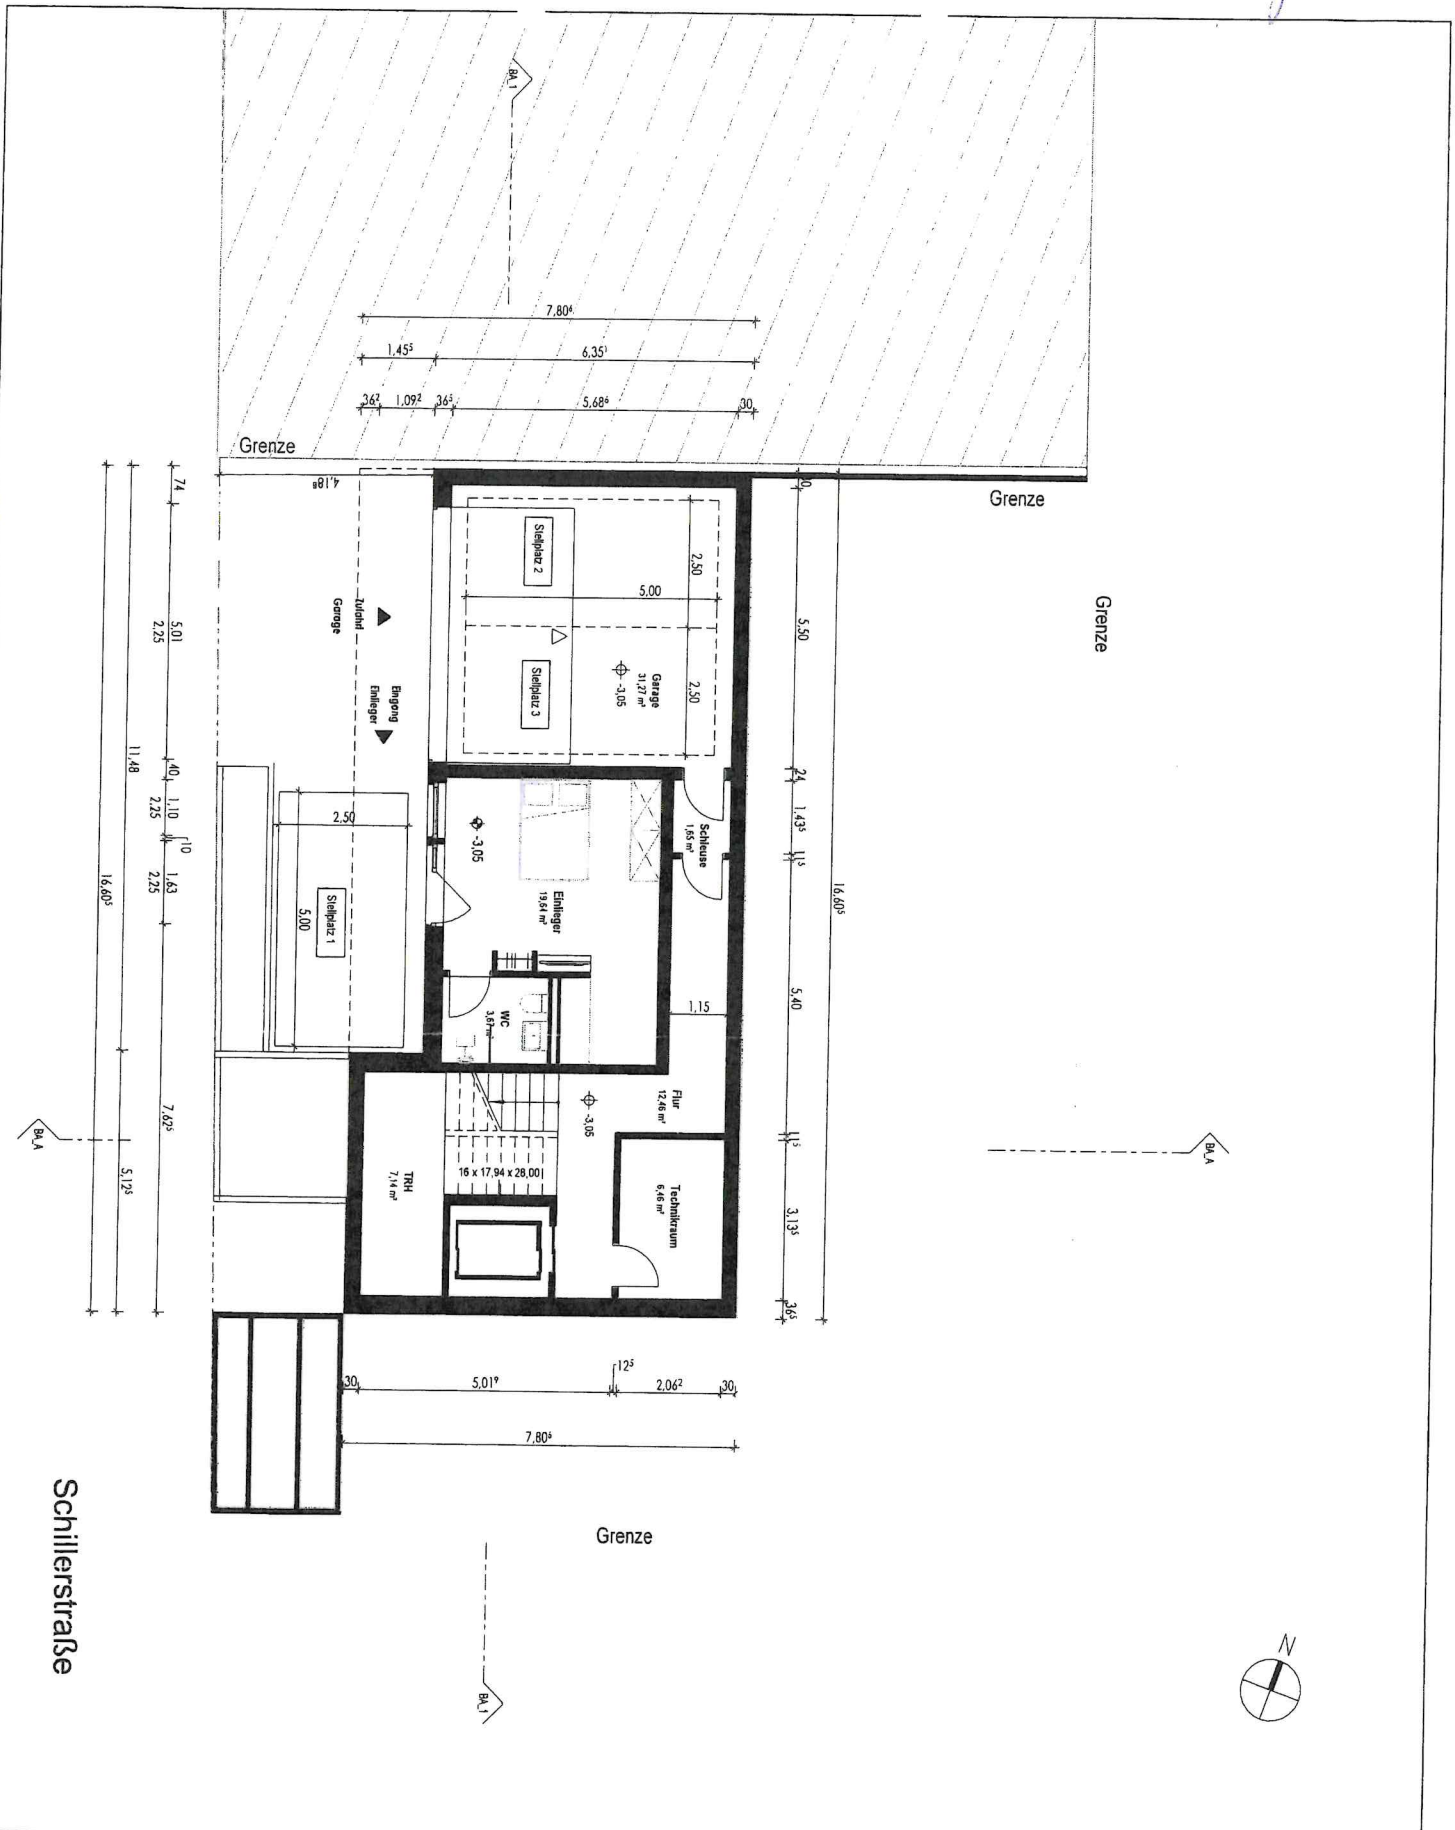 BA_1
7,80⁶
1,45⁵
6,35¹
36²
1,09²
36⁵
5,68⁶
30
Grenze
Grenze
Grenze
4,18⁸
74
5,01
2,25
11,48
16,60⁵
40
1,10
2,25
10
1,63
2,25
7,62⁵
5,12⁵
Zufahrt
Garage
Eingang
Einlieger
Stellplatz 2
Stellplatz 3
2,50
5,00
2,50
Garage
31,27 m²
-3,05
5,50
24
1,43⁵
11⁵
16,60⁵
5,40
11⁵
3,13⁵
36⁵
Schleuse
1,65 m²
-3,05
Einlieger
19,64 m²
2,50
Stellplatz 1
5,00
WC
3,67 m²
1,15
Flur
12,46 m²
-3,05
16 x 17,94 x 28,00
TRH
7,14 m²
Technikraum
6,46 m²
BA_A
BA_A
30
5,01⁹
12⁵
2,06²
30
7,80⁶
Grenze
Schillerstraße
BA_1
N